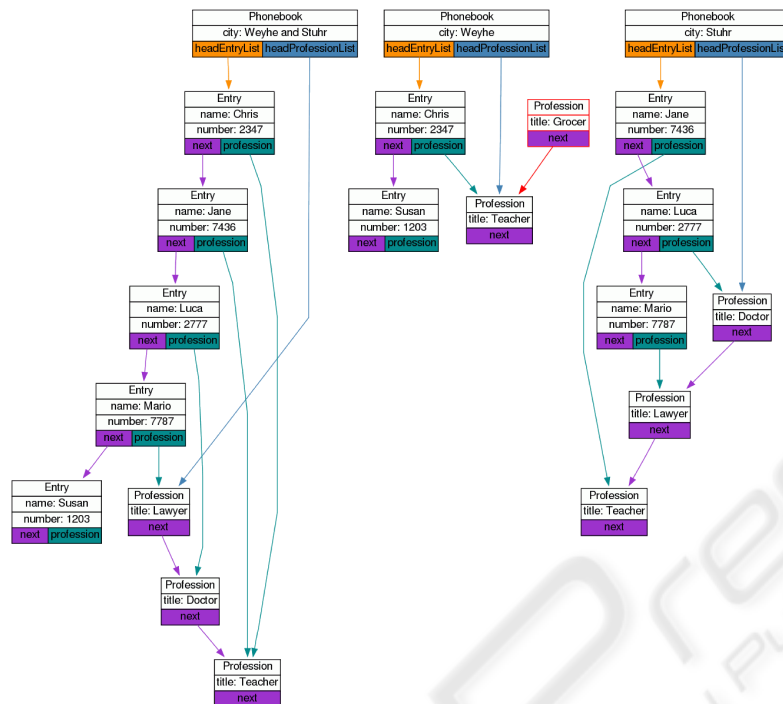 Phonebook
city: Weyhe and Stuhr
headEntryList headProfessionList
Entry
name: Chris
number: 2347
next profession
Entry
name: Jane
number: 7436
next profession
Entry
name: Luca
number: 2777
next profession
Entry
name: Mario
number: 7787
next profession
Entry
name: Susan
number: 1203
next profession
Profession
title: Lawyer
next
Profession
title: Doctor
next
Profession
title: Teacher
next
Phonebook
city: Weyhe
headEntryList headProfessionList
Entry
name: Chris
number: 2347
next profession
Profession
title: Grocer
next
Entry
name: Susan
number: 1203
next profession
Profession
title: Teacher
next
Phonebook
city: Stuhr
headEntryList headProfessionList
Entry
name: Jane
number: 7436
next profession
Entry
name: Luca
number: 2777
next profession
Entry
name: Mario
number: 7787
next profession
Profession
title: Doctor
next
Profession
title: Lawyer
next
Profession
title: Teacher
next